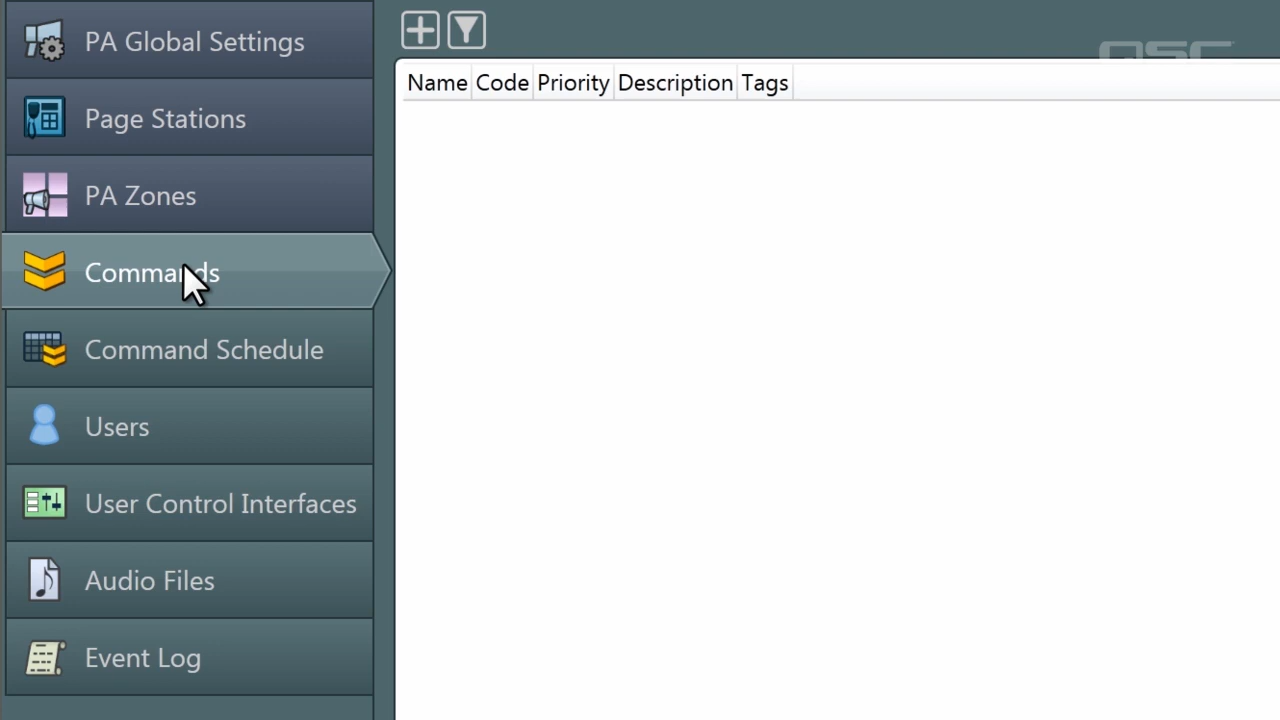 PA Global Settings
Page Stations
PA Zones
Commands
Command Schedule
Users
User Control Interfaces
Audio Files
Event Log
QSC
Name Code Priority Description Tags